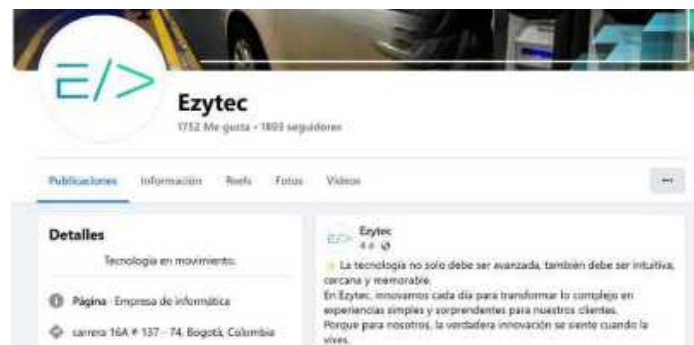 E/>
Ezytec
1752 Me gusta • 1803 seguidores
Publicaciones Información Reels Fotos Videos
Detalles
Tecnología en movimiento.
Página · Empresa de informática
carrera 16A # 137 - 74, Bogotá, Colombia
E/>
Ezytec
4 d
La tecnología no solo debe ser avanzada, también debe ser intuitiva,
cercana y memorable.
En Ezytec, innovamos cada día para transformar lo complejo en
experiencias simples y sorprendentes para nuestros clientes.
Porque para nosotros, la verdadera innovación se siente cuando la
vives.